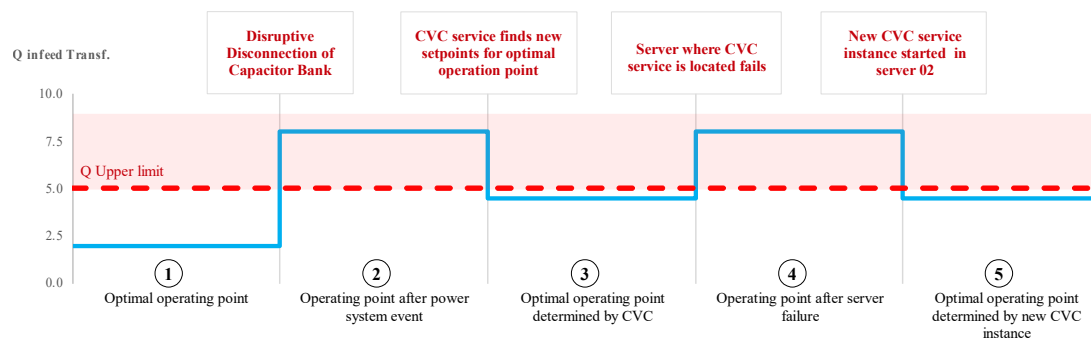 Q infeed Transf.
Disruptive
Disconnection of
Capacitor Bank
CVC service finds new
setpoints for optimal
operation point
Server where CVC
service is located fails
New CVC service
instance started in
server 02
10.0
7.5
5.0
2.5
0.0
Q Upper limit
1
Optimal operating point
2
Operating point after power
system event
3
Optimal operating point
determined by CVC
4
Operating point after server
failure
5
Optimal operating point
determined by new CVC
instance